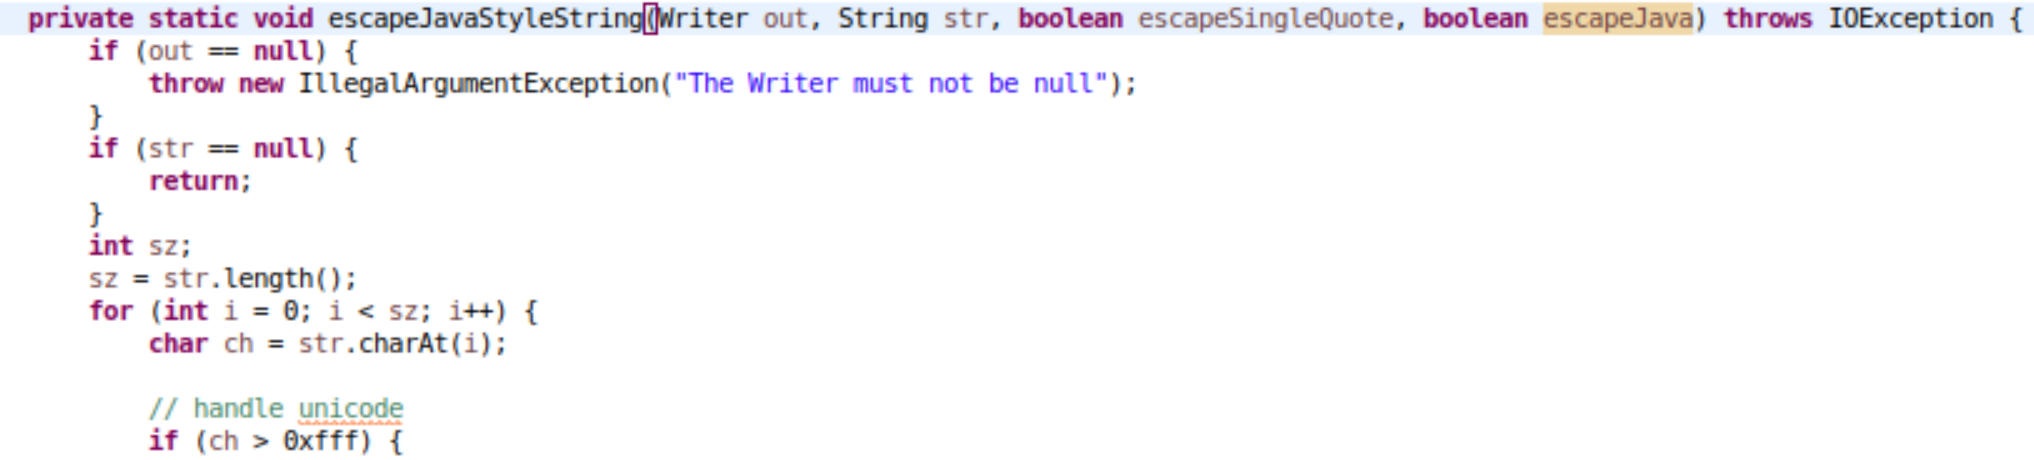 private static void escapeJavaStyleString(Writer out, String str, boolean escapeSingleQuote, boolean escapeJava) throws IOException {
    if (out == null) {
        throw new IllegalArgumentException("The Writer must not be null");
    }
    if (str == null) {
        return;
    }
    int sz;
    sz = str.length();
    for (int i = 0; i < sz; i++) {
        char ch = str.charAt(i);

        // handle unicode
        if (ch > 0xfff) {